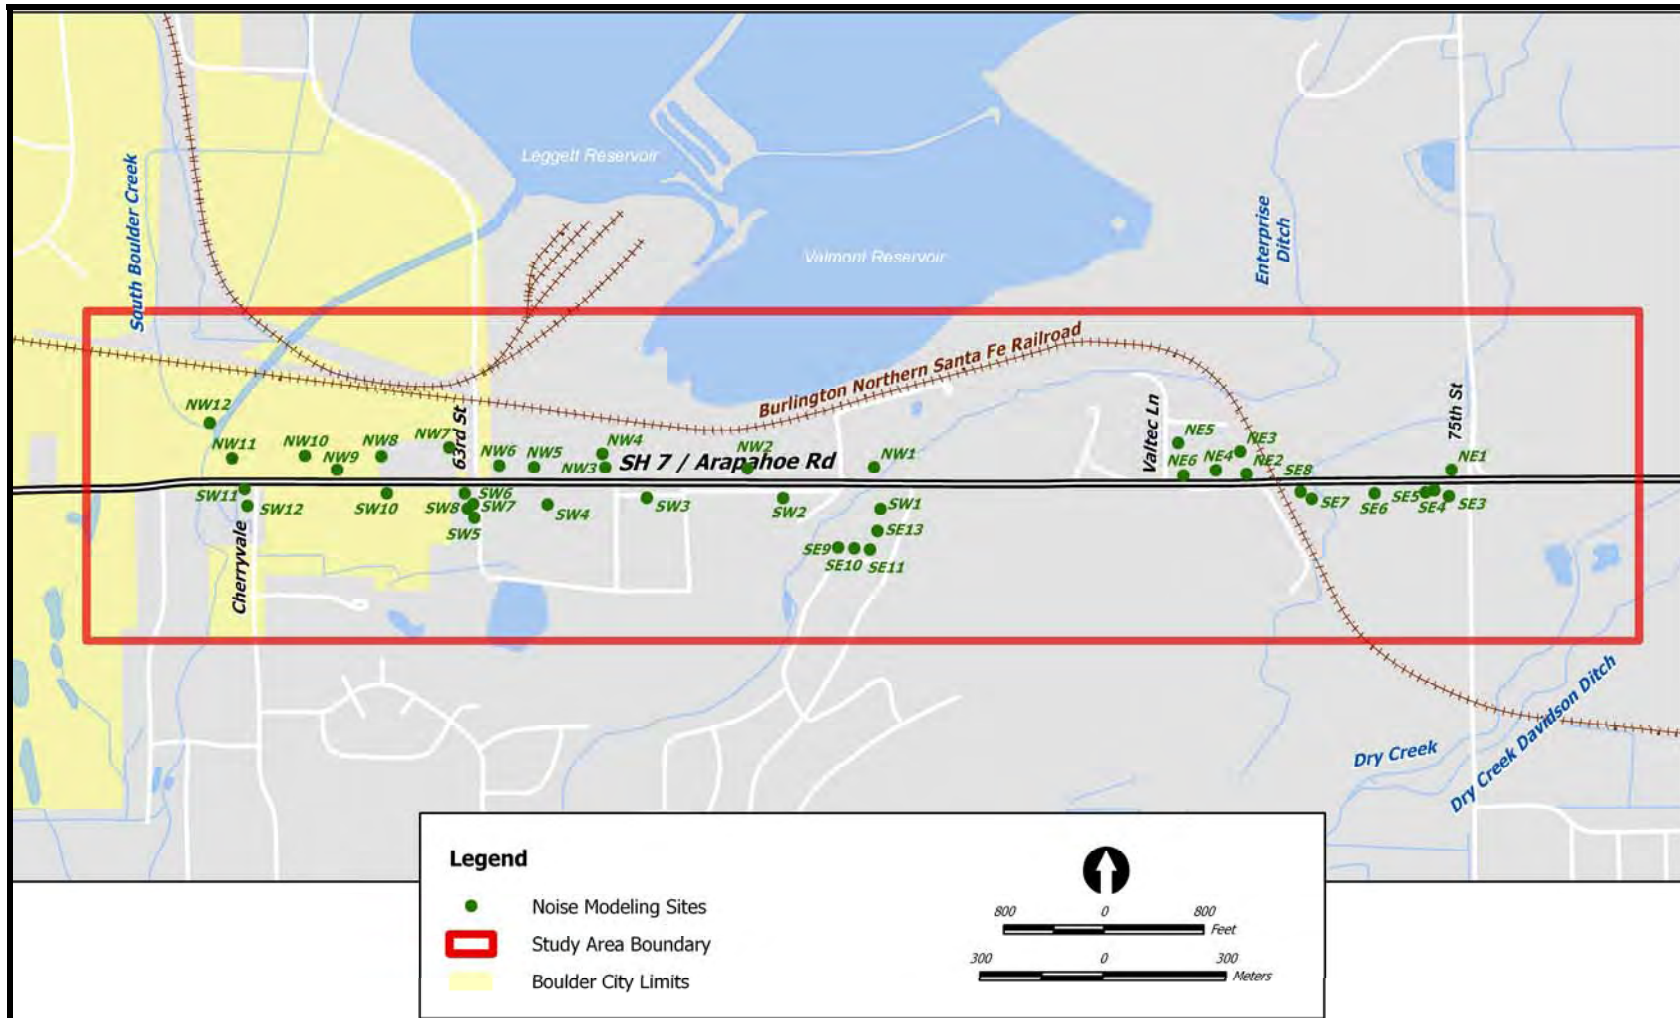 Leggett Reservoir
South Boulder Creek
Enterprise
Ditch
Valmont Reservoir
Burlington Northern Santa Fe Railroad
NW12
NW11
NW10
NW9
NW8
NW7
63rd St
NW6
NW5
NW4
NW3
SH 7 / Arapahoe Rd
NW2
NW1
Valtec Ln
NE5
NE6
NE4
NE3
NE2
SE8
75th St
NE1
SW11
SW12
SW10
SW6
SW8
SW7
SW5
SW4
SW3
SW2
SW1
SE13
SE9
SE10
SE11
SE7
SE6
SE5
SE4
SE3
Cherryvale
Dry Creek
Dry Creek Davidson Ditch
Legend
Noise Modeling Sites
Study Area Boundary
Boulder City Limits
800 0 800
Feet
300 0 300
Meters